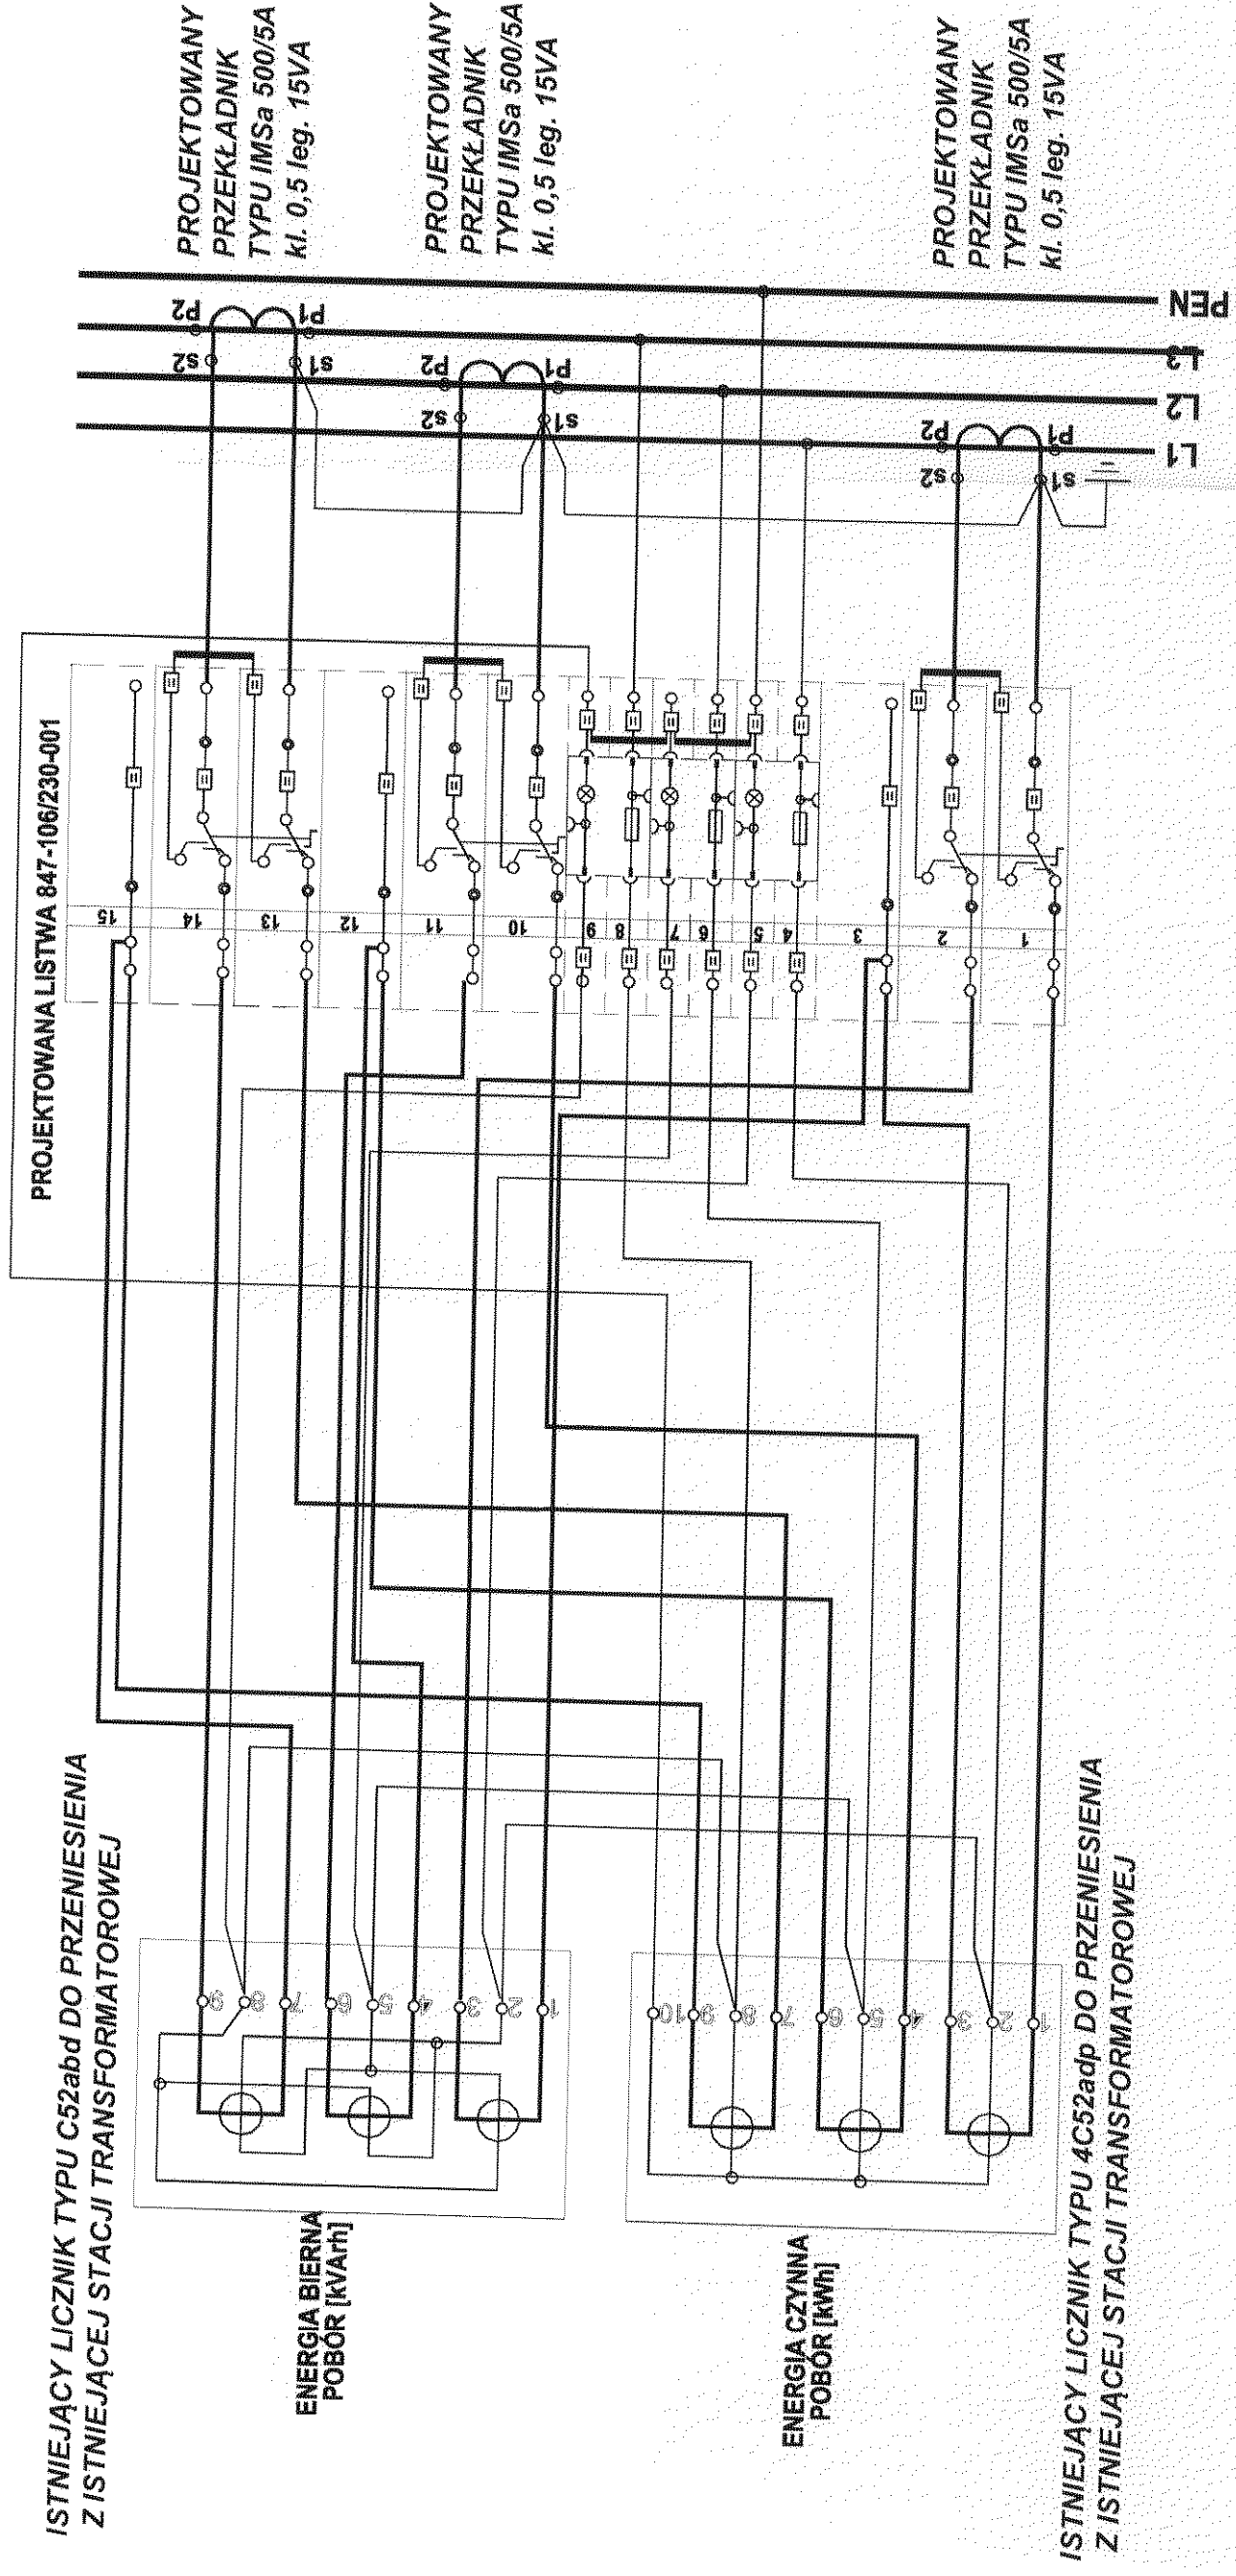 ISTNIEJĄCY LICZNIK TYPU C52abd DO PRZENIESIENIA
Z ISTNIEJĄCEJ STACJI TRANSFORMATOROWEJ
PROJEKTOWANA LISTWA 847-106/230-001
PROJEKTOWANY
PRZEKŁADNIK
TYPU IMSa 500/5A
kl. 0,5 leg. 15VA
PROJEKTOWANY
PRZEKŁADNIK
TYPU IMSa 500/5A
kl. 0,5 leg. 15VA
PROJEKTOWANY
PRZEKŁADNIK
TYPU IMSa 500/5A
kl. 0,5 leg. 15VA
P2
P1
s2
s1
P2
P1
s2
s1
P2
P1
s2
s1
PEN
L3
L2
L1
15
14
13
12
11
10
9
8
7
6
5
4
3
2
1
9
8
7
6
5
4
3
2
1
10
9
8
7
6
5
4
3
2
1
ENERGIA BIERNA
POBÓR [kVArh]
ENERGIA CZYNNA
POBÓR [kWh]
ISTNIEJĄCY LICZNIK TYPU 4C52adp DO PRZENIESIENIA
Z ISTNIEJĄCEJ STACJI TRANSFORMATOROWEJ